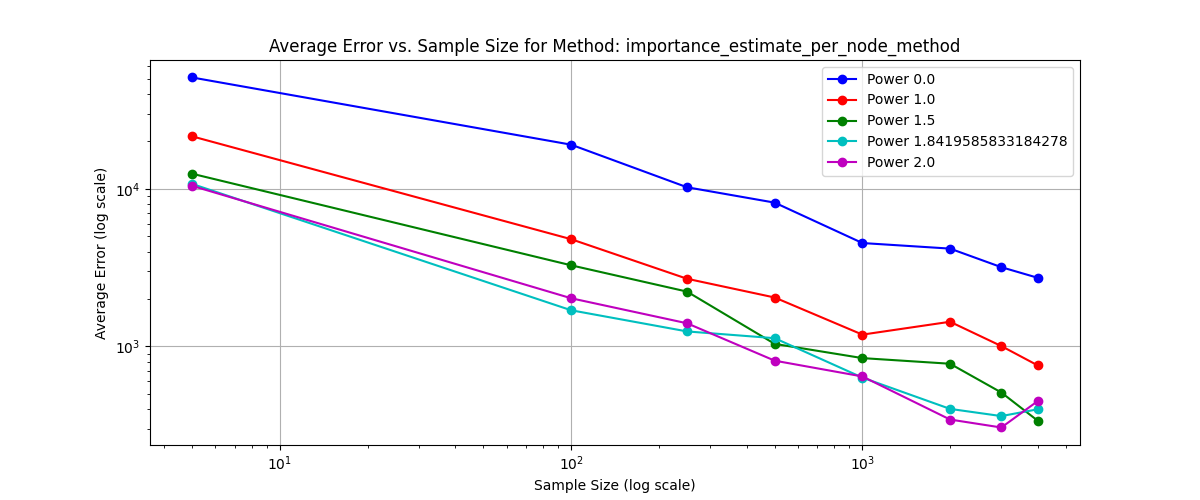 Average Error vs. Sample Size for Method: importance_estimate_per_node_method
Power 0.0
Power 1.0
Power 1.5
Power 1.8419585833184278
Power 2.0
Average Error (log scale)
10⁴
10³
10¹
10²
10³
Sample Size (log scale)